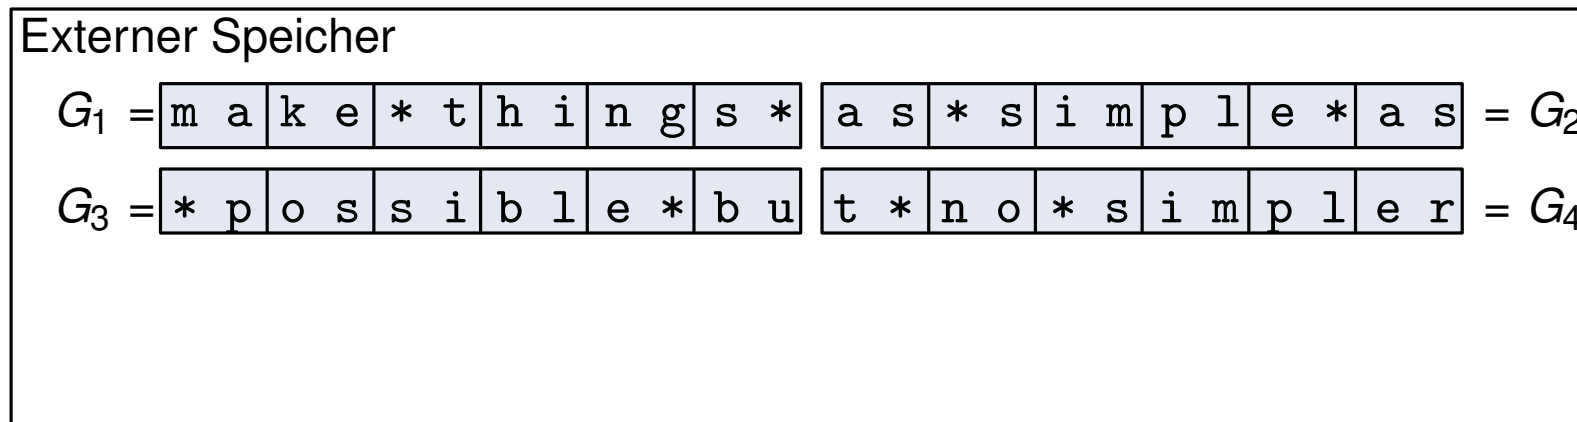 Externer Speicher
G1 = m a k e * t h i n g s * a s * s i m p l e * a s = G2
G3 = * p o s s i b l e * b u t * n o * s i m p l e r = G4